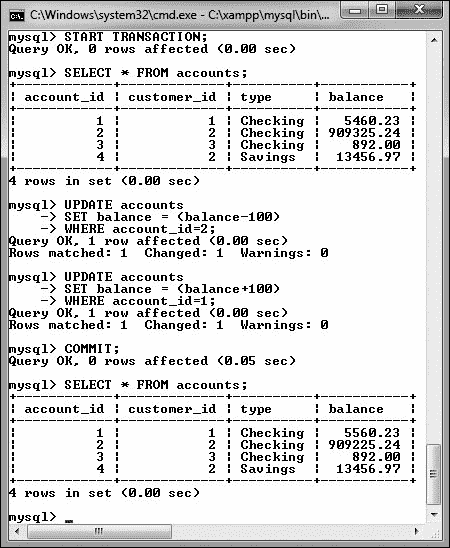 C:\Windows\system32\cmd.exe - C:\xampp\mysql\bin\...
mysql> START TRANSACTION;
Query OK, 0 rows affected (0.00 sec)
mysql> SELECT * FROM accounts;
+------------+-------------+----------+-----------+
| account_id | customer_id | type     | balance   |
+------------+-------------+----------+-----------+
|          1 |           1 | Checking |   5460.23 |
|          2 |           2 | Checking | 909325.24 |
|          3 |           3 | Checking |    892.00 |
|          4 |           2 | Savings  |  13456.97 |
+------------+-------------+----------+-----------+
4 rows in set (0.00 sec)
mysql> UPDATE accounts
    -> SET balance = (balance-100)
    -> WHERE account_id=2;
Query OK, 1 row affected (0.00 sec)
Rows matched: 1  Changed: 1  Warnings: 0
mysql> UPDATE accounts
    -> SET balance = (balance+100)
    -> WHERE account_id=1;
Query OK, 1 row affected (0.00 sec)
Rows matched: 1  Changed: 1  Warnings: 0
mysql> COMMIT;
Query OK, 0 rows affected (0.05 sec)
mysql> SELECT * FROM accounts;
+------------+-------------+----------+-----------+
| account_id | customer_id | type     | balance   |
+------------+-------------+----------+-----------+
|          1 |           1 | Checking |   5560.23 |
|          2 |           2 | Checking | 909225.24 |
|          3 |           3 | Checking |    892.00 |
|          4 |           2 | Savings  |  13456.97 |
+------------+-------------+----------+-----------+
4 rows in set (0.00 sec)
mysql> _